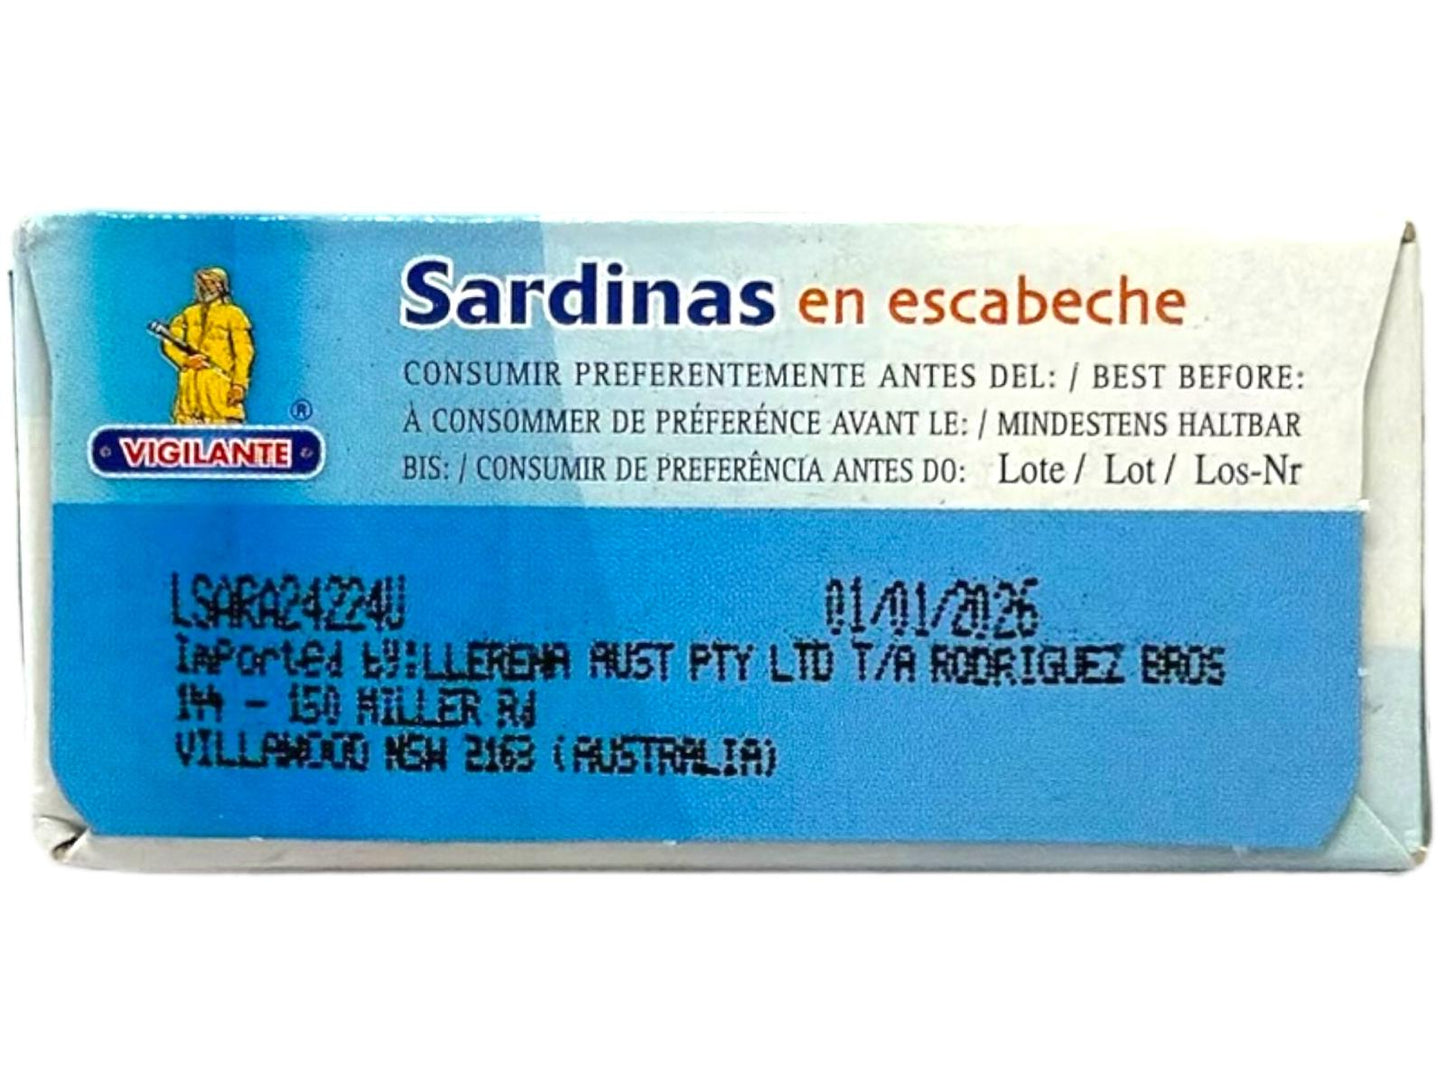 Sardinas en escabeche
CONSUMIR PREFERENTEMENTE ANTES DEL: / BEST BEFORE:
À CONSOMMER DE PRÉFÉRÉNCE AVANT LE: / MINDESTENS HALTBAR
BIS: / CONSUMIR DE PREFERÊNCIA ANTES DO: Lote / Lot / Los-Nr
®
VIGILANTE
LSARA24224U 01/01/2026
Imported by:LLERENA AUST PTY LTD T/A RODRIGUEZ BROS
144 - 150 MILLER Rd
VILLAWOOD NSW 2163 (AUSTRALIA)